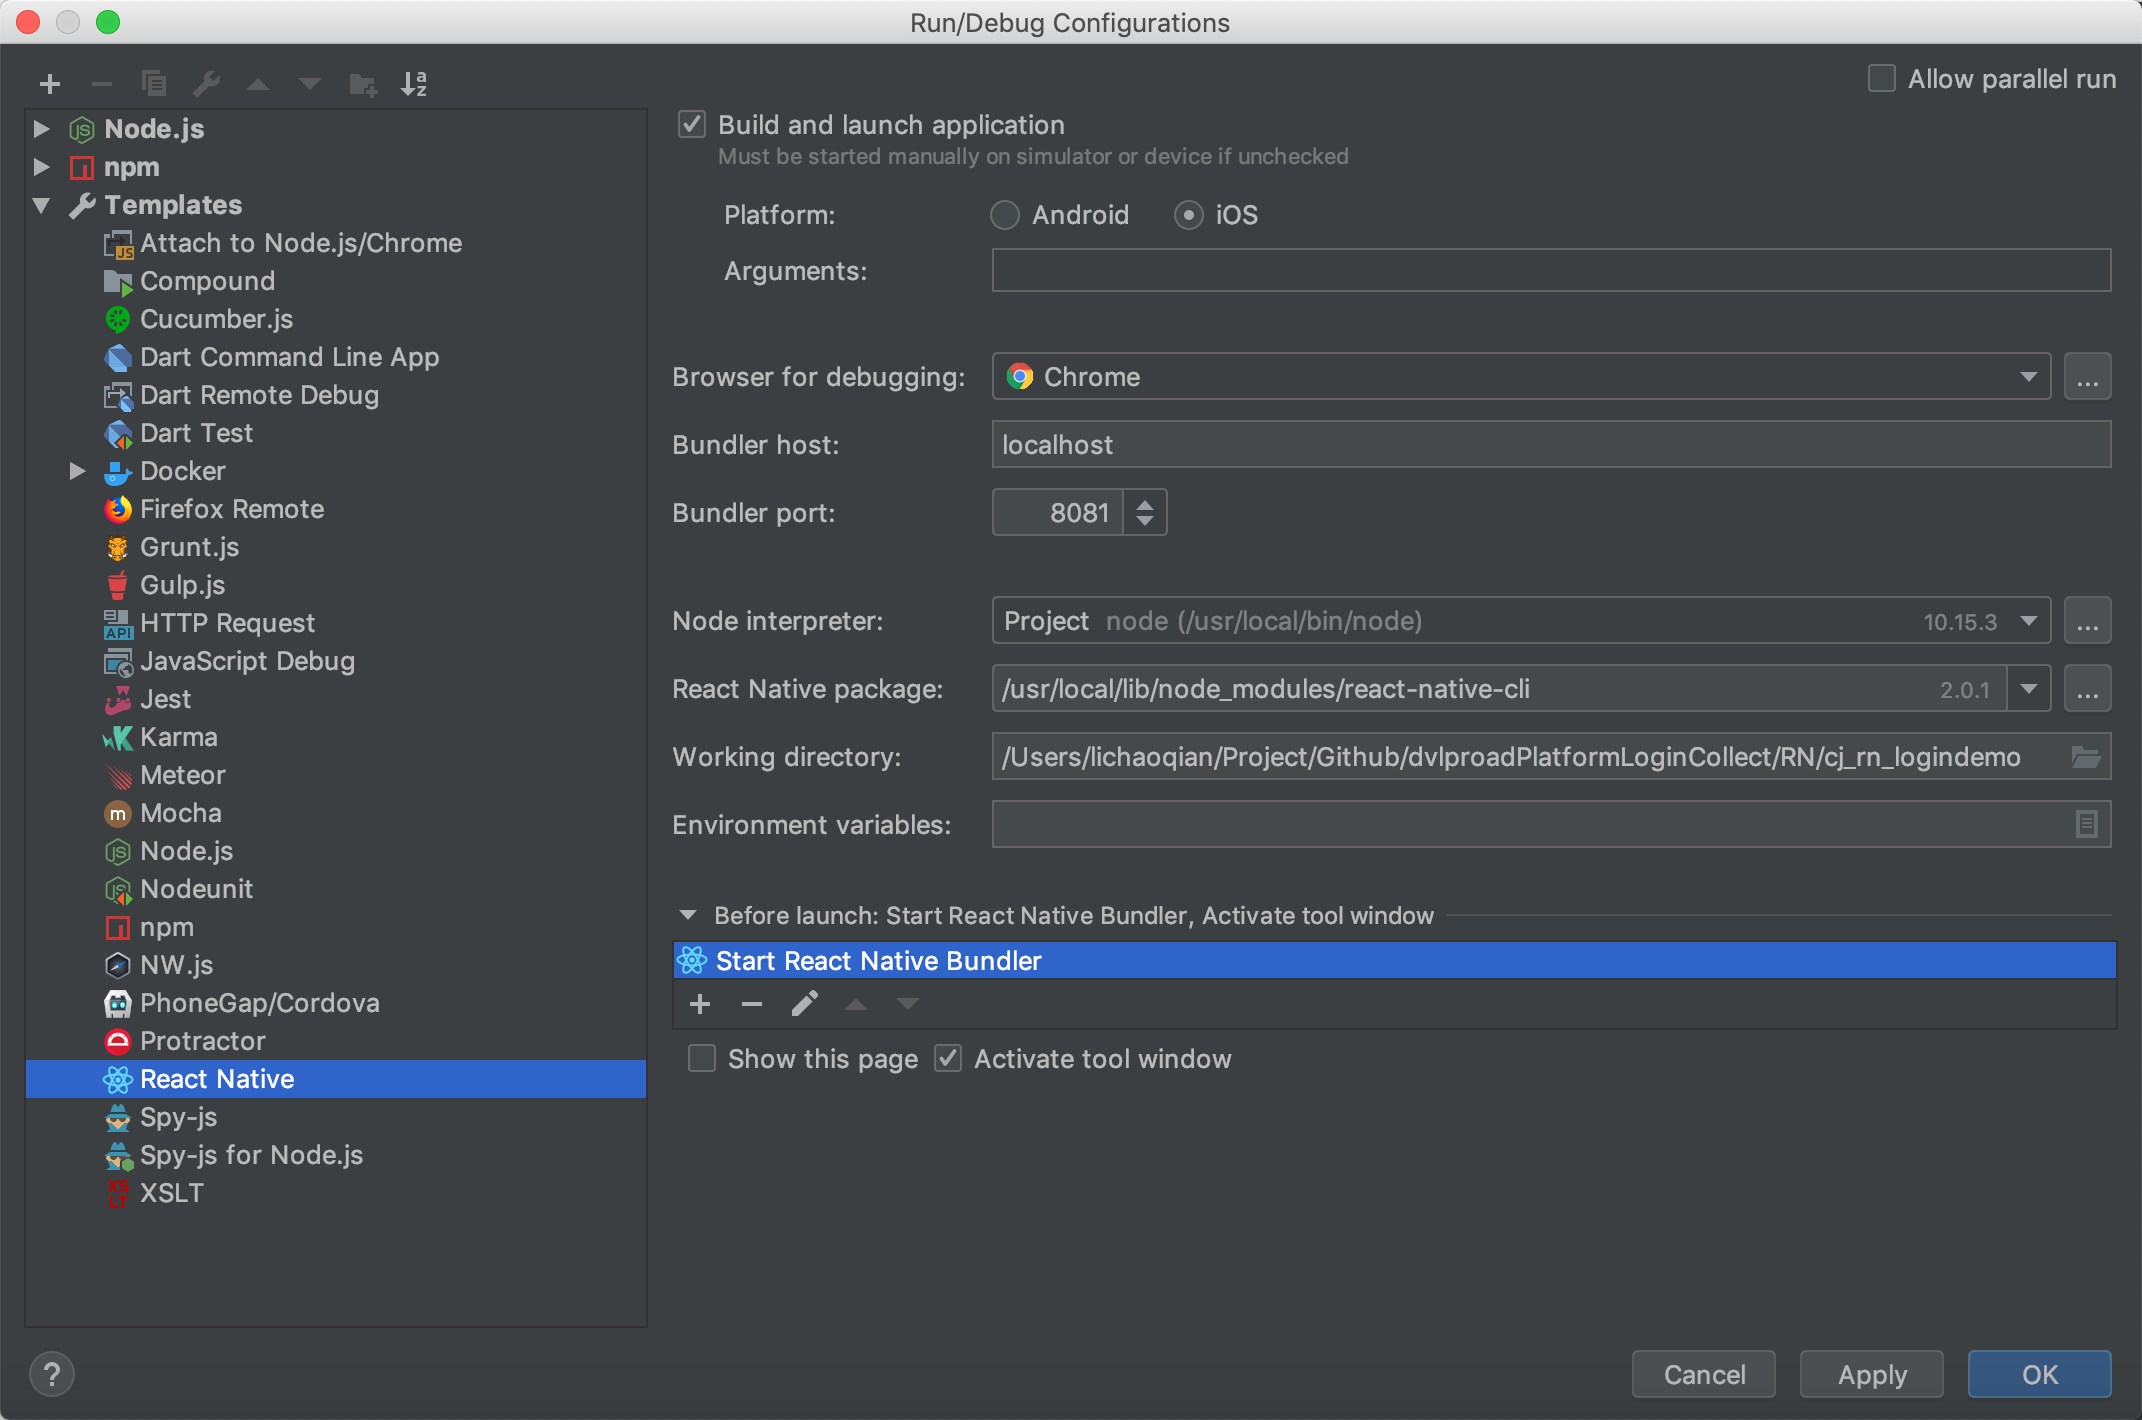 Run/Debug Configurations
Allow parallel run
Node.js
npm
Templates
Attach to Node.js/Chrome
Compound
Cucumber.js
Dart Command Line App
Dart Remote Debug
Dart Test
Docker
Firefox Remote
Grunt.js
Gulp.js
HTTP Request
JavaScript Debug
Jest
Karma
Meteor
Mocha
Node.js
Nodeunit
npm
NW.js
PhoneGap/Cordova
Protractor
React Native
Spy-js
Spy-js for Node.js
XSLT
Build and launch application
Must be started manually on simulator or device if unchecked
Platform: Android iOS
Arguments:
Browser for debugging: Chrome ...
Bundler host: localhost
Bundler port: 8081
Node interpreter: Project node (/usr/local/bin/node) 10.15.3 ...
React Native package: /usr/local/lib/node_modules/react-native-cli 2.0.1 ...
Working directory: /Users/lichaoqian/Project/Github/dvlproadPlatformLoginCollect/RN/cj_rn_logindemo
Environment variables:
Before launch: Start React Native Bundler, Activate tool window
Start React Native Bundler
Show this page Activate tool window
? Cancel Apply OK